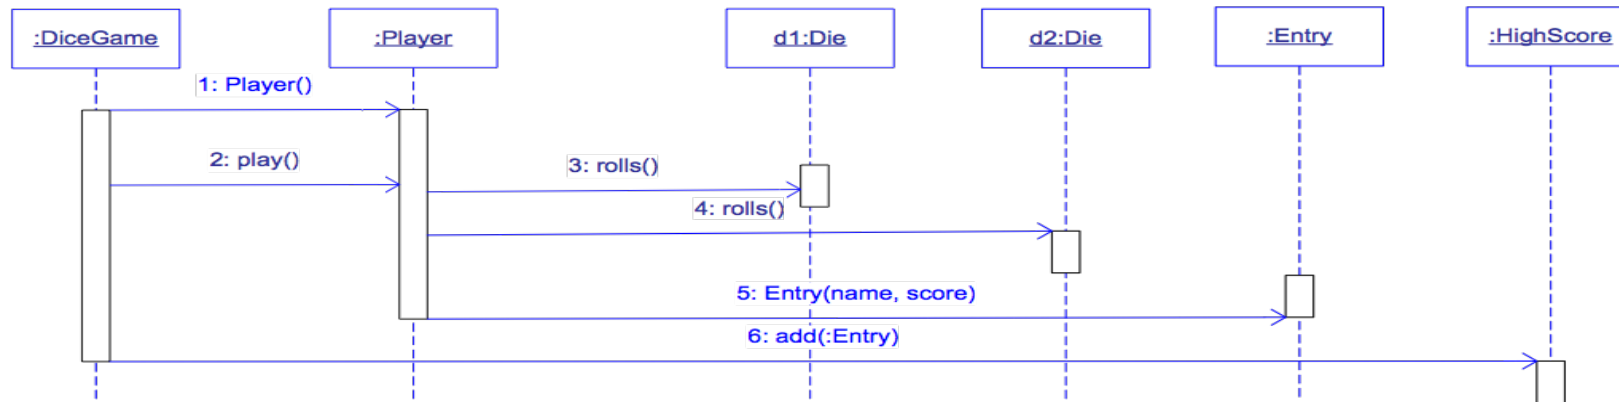 :DiceGame
:Player
d1:Die
d2:Die
:Entry
:HighScore
1: Player()
2: play()
3: rolls()
4: rolls()
5: Entry(name, score)
6: add(:Entry)